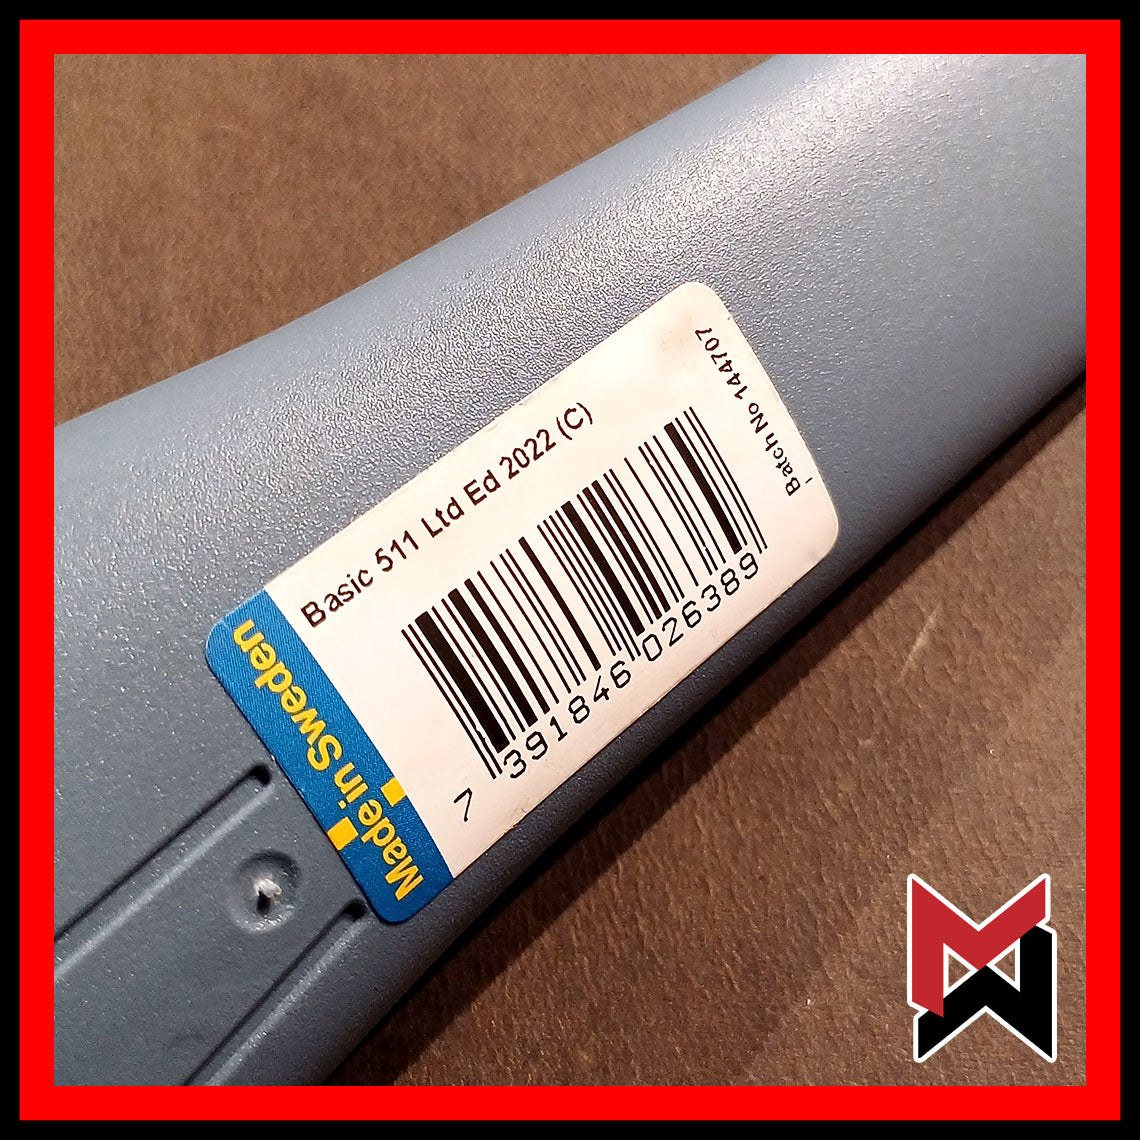 Basic 511 Ltd Ed 2022 (C)
7 391846 026389
Batch No 144707
Made in Sweden